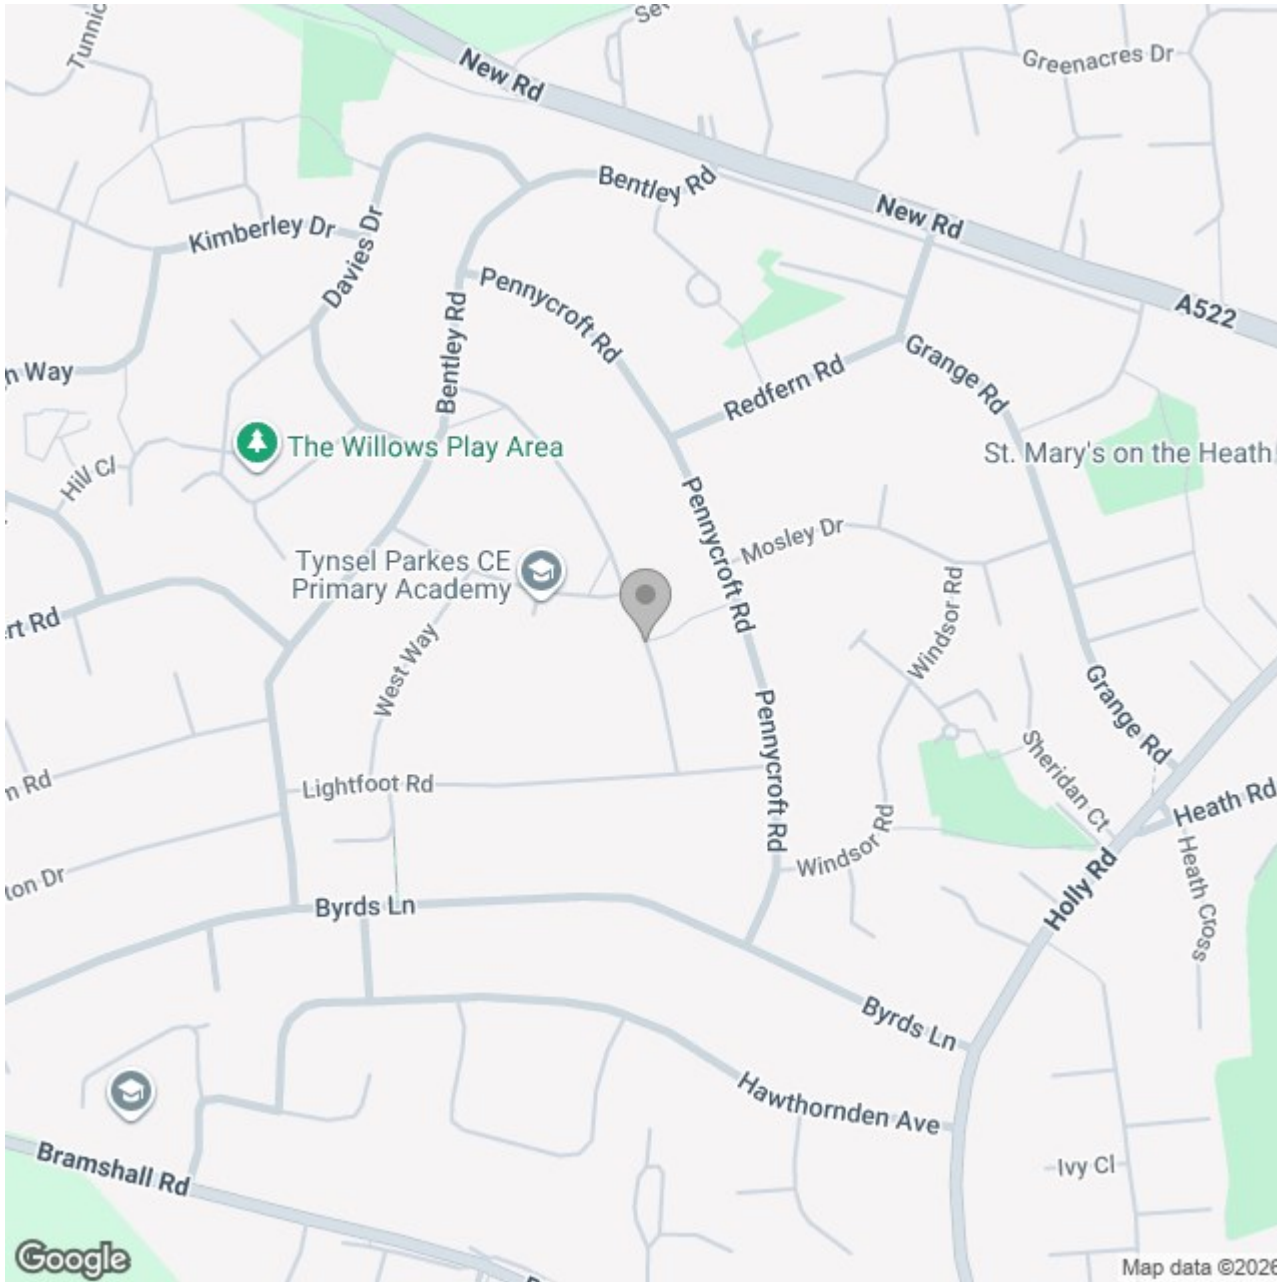 New Rd
Greenacres Dr
Bentley Rd
New Rd
Kimberley Dr
Davies Dr
Pennycroft Rd
A522
Bentley Rd
Grange Rd
n Way
Redfern Rd
The Willows Play Area
St. Mary's on the Heath
Hill Cl
Pennycroft Rd
Mosley Dr
Tynsel Parkes CE
Primary Academy
rt Rd
Windsor Rd
West Way
Grange Rd
Pennycroft Rd
Sheridan Ct
n Rd
Lightfoot Rd
Heath Rd
Windsor Rd
Heath Cross
Holly Rd
ton Dr
Byrds Ln
Byrds Ln
Hawthornden Ave
Bramshall Rd
Ivy Cl
Google
Map data ©2026